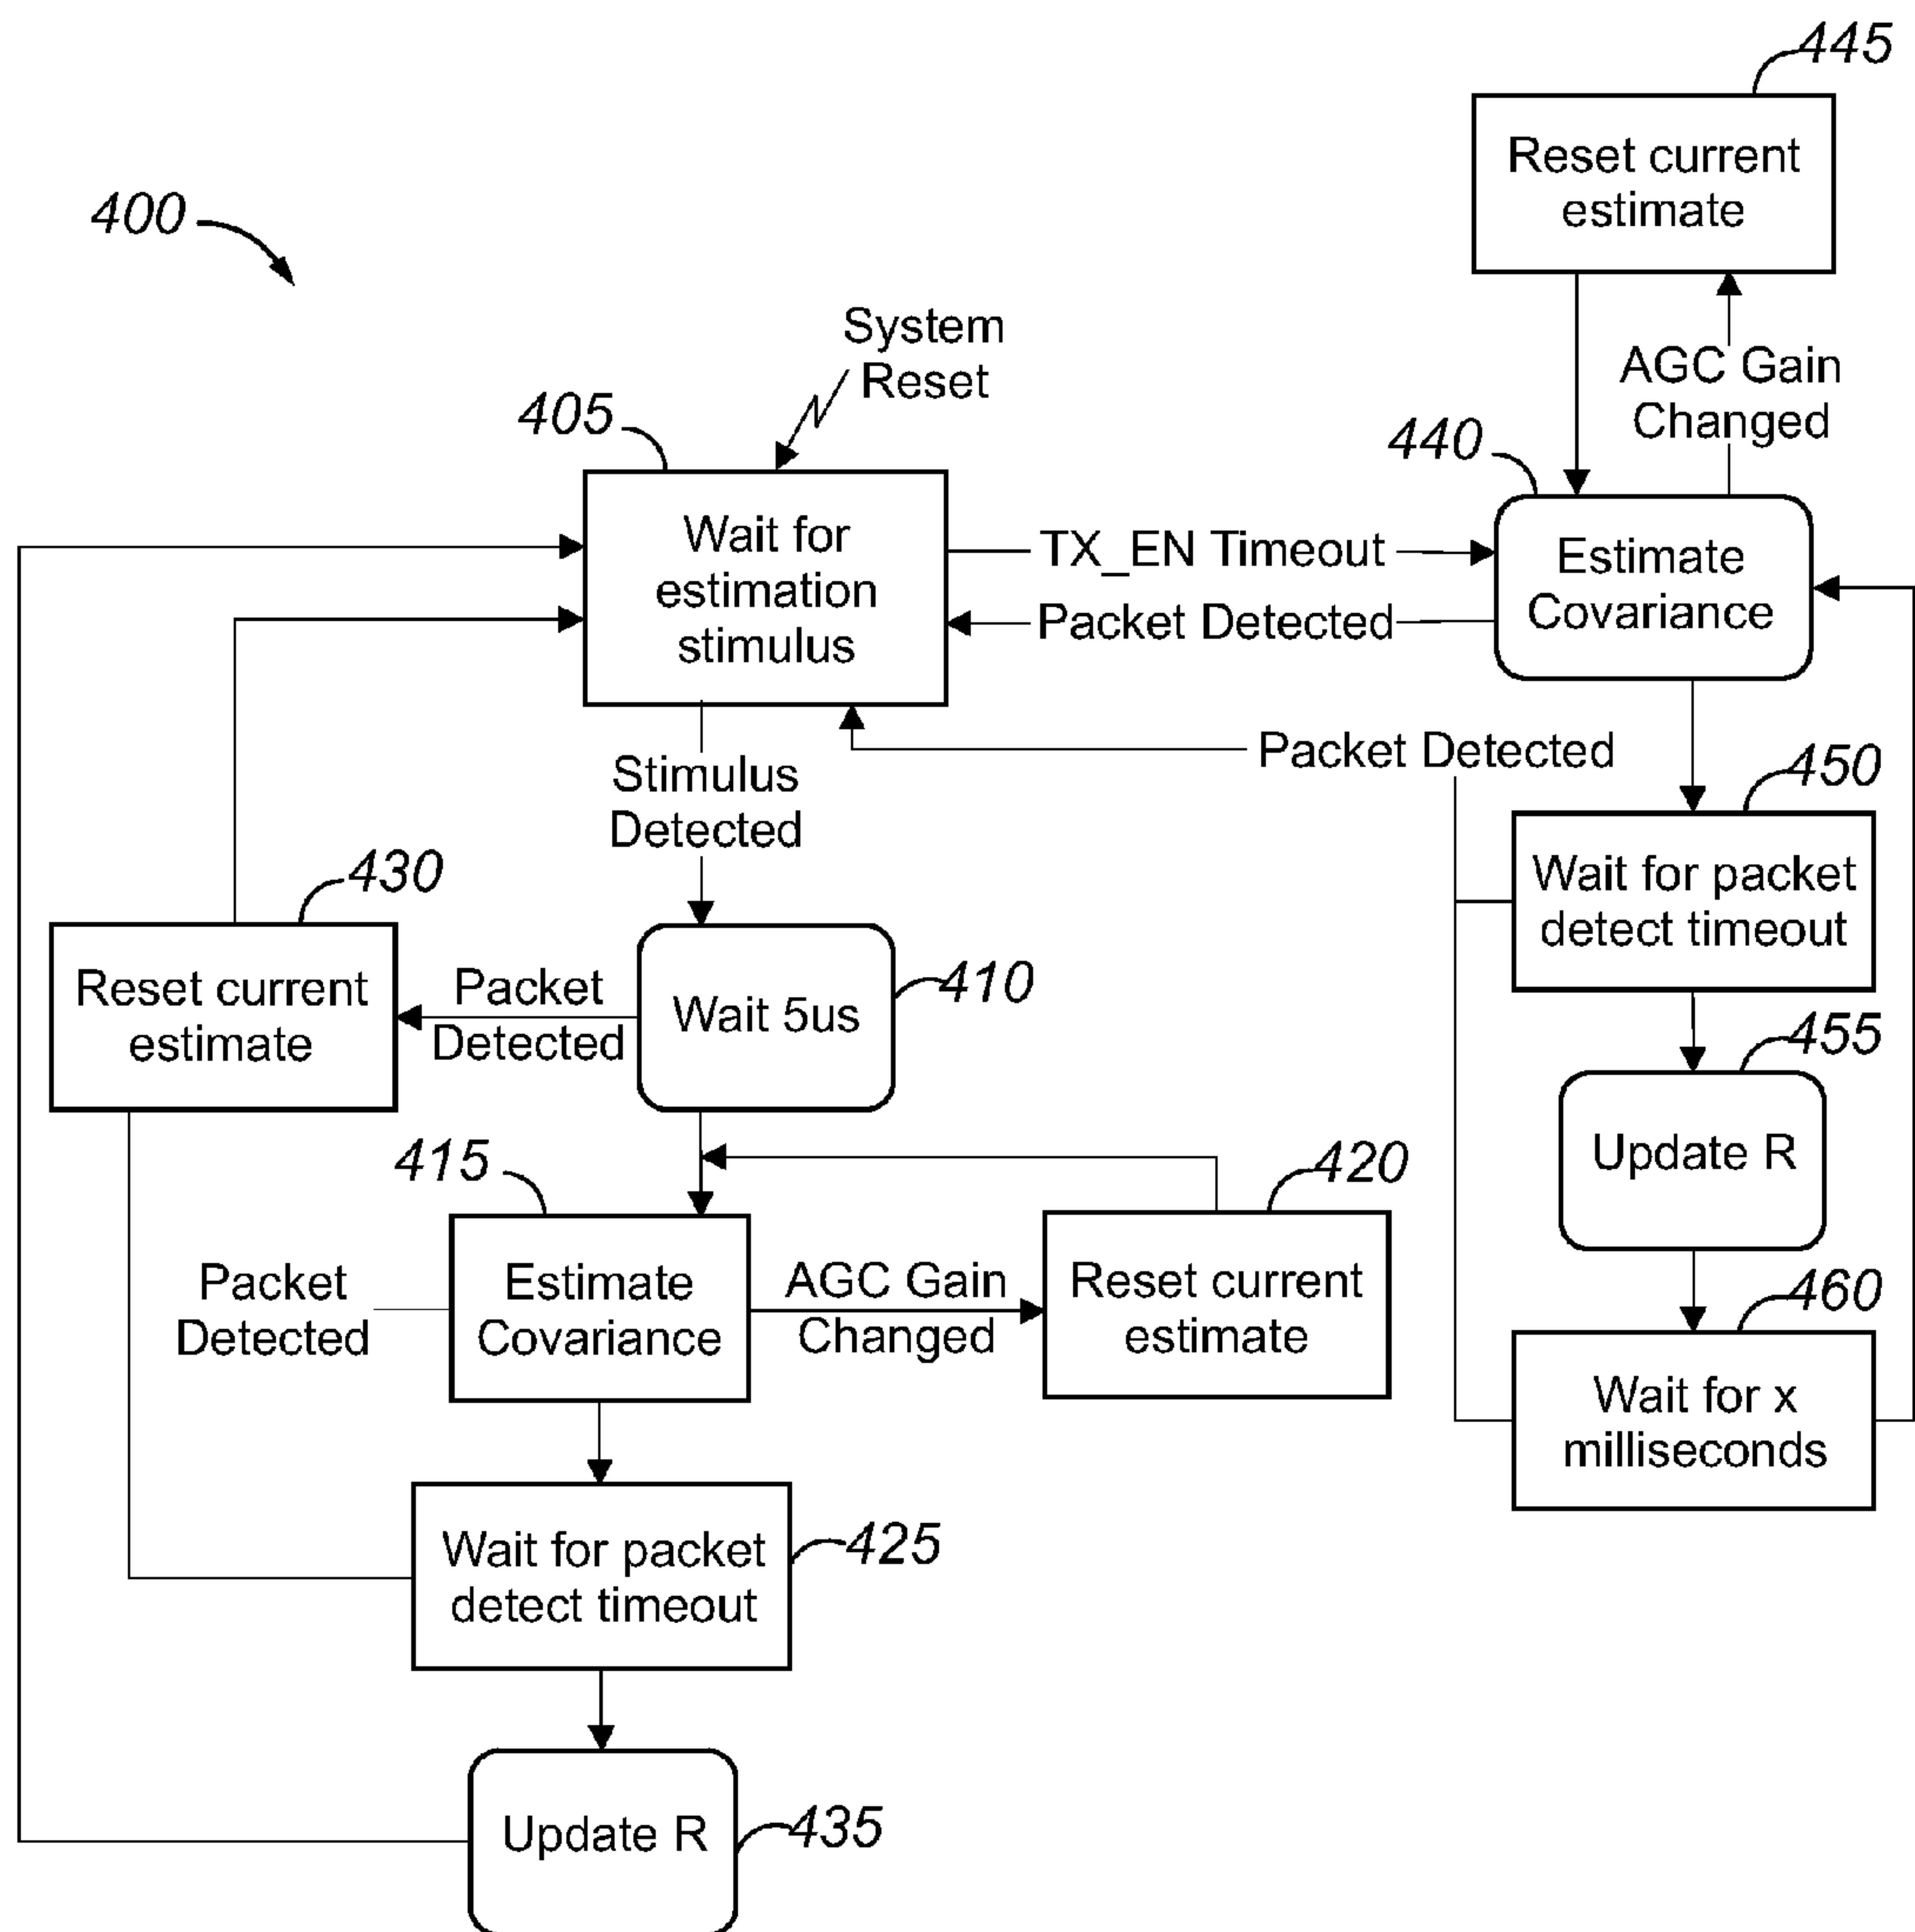 445
Reset current
estimate
400
System
Reset
AGC Gain
Changed
405
440
Wait for
estimation
stimulus
TX_EN Timeout
Packet Detected
Estimate
Covariance
Packet Detected
Stimulus
Detected
450
Wait for packet
detect timeout
430
Reset current
estimate
Packet
Detected
Wait 5us
410
455
Update R
415
420
Packet
Detected
Estimate
Covariance
AGC Gain
Changed
Reset current
estimate
460
Wait for x
milliseconds
Wait for packet
detect timeout
425
Update R
435